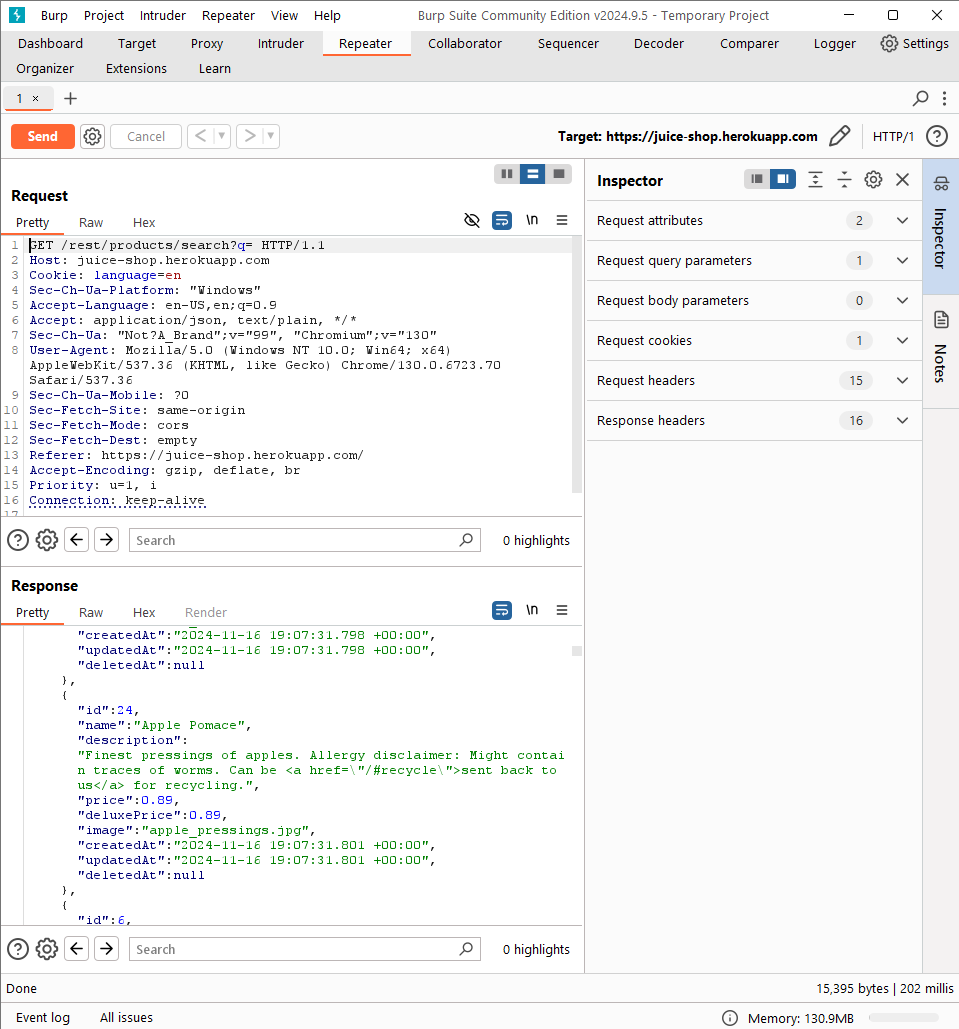 Burp Project Intruder Repeater View Help Burp Suite Community Edition v2024.9.5 - Temporary Project
Dashboard Target Proxy Intruder Repeater Collaborator Sequencer Decoder Comparer Logger Settings
Organizer Extensions Learn
1 × +
Send Cancel < > Target: https://juice-shop.herokuapp.com HTTP/1 ?
Request
Pretty Raw Hex \n
1 GET /rest/products/search?q= HTTP/1.1
2 Host: juice-shop.herokuapp.com
3 Cookie: language=en
4 Sec-Ch-Ua-Platform: "Windows"
5 Accept-Language: en-US,en;q=0.9
6 Accept: application/json, text/plain, */*
7 Sec-Ch-Ua: "Not?A_Brand";v="99", "Chromium";v="130"
8 User-Agent: Mozilla/5.0 (Windows NT 10.0; Win64; x64)
AppleWebKit/537.36 (KHTML, like Gecko) Chrome/130.0.6723.70
Safari/537.36
9 Sec-Ch-Ua-Mobile: ?0
10 Sec-Fetch-Site: same-origin
11 Sec-Fetch-Mode: cors
12 Sec-Fetch-Dest: empty
13 Referer: https://juice-shop.herokuapp.com/
14 Accept-Encoding: gzip, deflate, br
15 Priority: u=1, i
16 Connection: keep-alive
17
? Search 0 highlights
Response
Pretty Raw Hex Render \n
"createdAt":"2024-11-16 19:07:31.798 +00:00",
"updatedAt":"2024-11-16 19:07:31.798 +00:00",
"deletedAt":null
},
{
"id":24,
"name":"Apple Pomace",
"description":
"Finest pressings of apples. Allergy disclaimer: Might contai
n traces of worms. Can be <a href=\"/#recycle\">sent back to
us</a> for recycling.",
"price":0.89,
"deluxePrice":0.89,
"image":"apple_pressings.jpg",
"createdAt":"2024-11-16 19:07:31.801 +00:00",
"updatedAt":"2024-11-16 19:07:31.801 +00:00",
"deletedAt":null
},
{
"id":6,
? Search 0 highlights
Inspector
Request attributes 2
Request query parameters 1
Request body parameters 0
Request cookies 1
Request headers 15
Response headers 16
Inspector
Notes
Done 15,395 bytes | 202 millis
Event log All issues Memory: 130.9MB